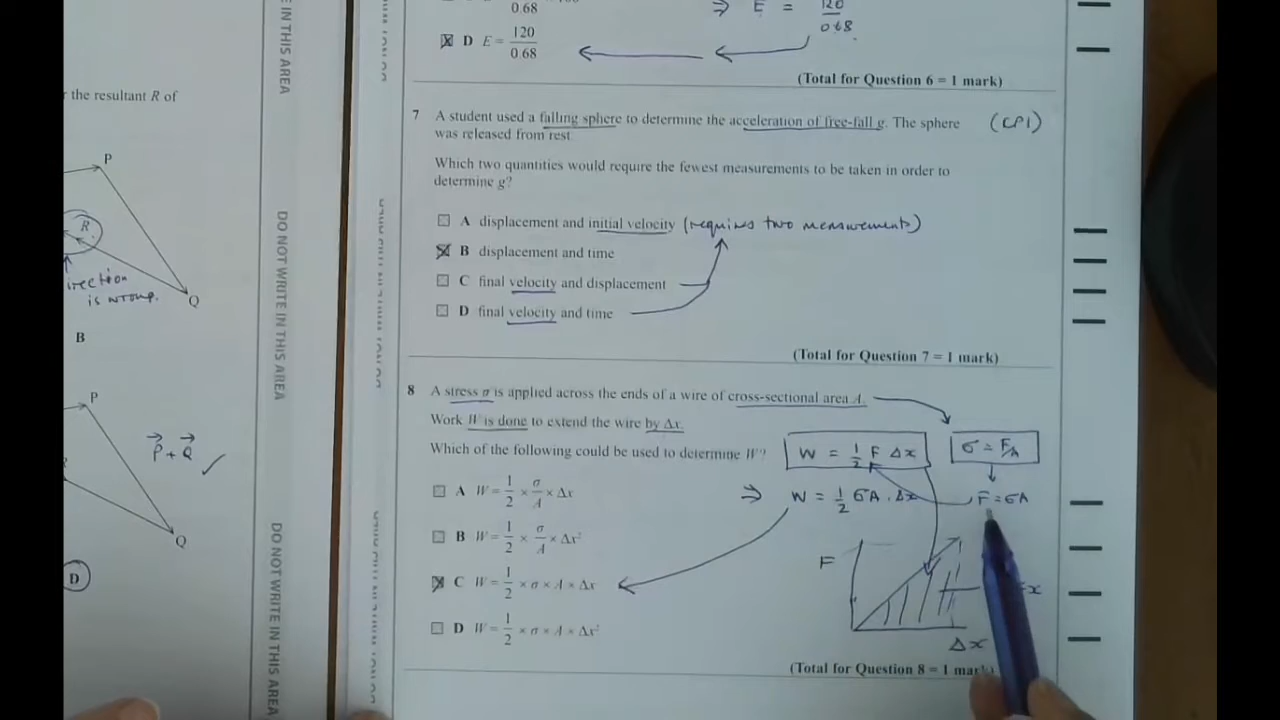 r the resultant R of
P
R
irection
is wrong.
Q
B
P
P + Q ✓
Q
D
E IN THIS AREA
DO NOT WRITE IN THIS AREA
DO NOT WRITE IN THIS AREA
0.68
⇒ E = 120
0.68
D E = 120
0.68
(Total for Question 6 = 1 mark)
7 A student used a falling sphere to determine the acceleration of free-fall g. The sphere (CP1)
was released from rest.
Which two quantities would require the fewest measurements to be taken in order to
determine g?
A displacement and initial velocity (requires two measurements)
B displacement and time
C final velocity and displacement
D final velocity and time
(Total for Question 7 = 1 mark)
8 A stress σ is applied across the ends of a wire of cross-sectional area A.
Work W is done to extend the wire by Δx.
Which of the following could be used to determine W?
W = 1/2 F Δx
σ = F/A
A W = 1/2 × σ/A × Δx
⇒ W = 1/2 σA . Δx
F = σA
B W = 1/2 × σ/A × Δx²
F
x
C W = 1/2 × σ × A × Δx
D W = 1/2 × σ × A × Δx²
Δx
(Total for Question 8 = 1 mark)